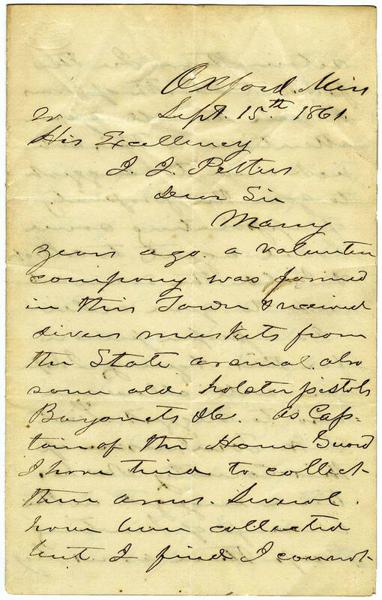 Oxford. Miss
Sept. 15th 1861.
To
His Excellency
J. J. Pettus
Dear Sir
Many
years ago a volunteer
company was formed
in this Town & received
divers muskets from
the State arsenal. also
some old holster pistols
Bayonets &c. As Cap-
tain of the Home Guard
I have tried to collect
these arms. Several
have been collected
but I find I cannot